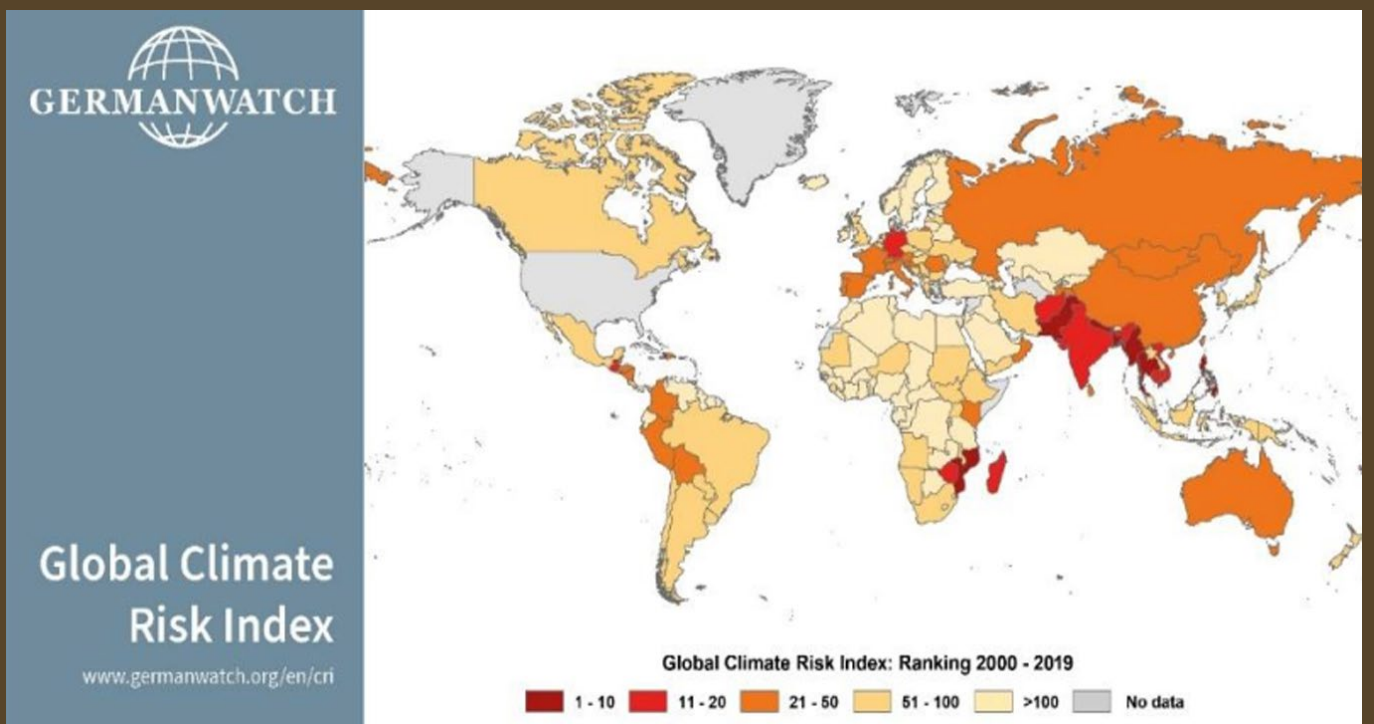 GERMANWATCH
Global Climate
Risk Index
www.germanwatch.org/en/cri
Global Climate Risk Index: Ranking 2000 - 2019
1 - 10
11 - 20
21 - 50
51 - 100
>100
No data